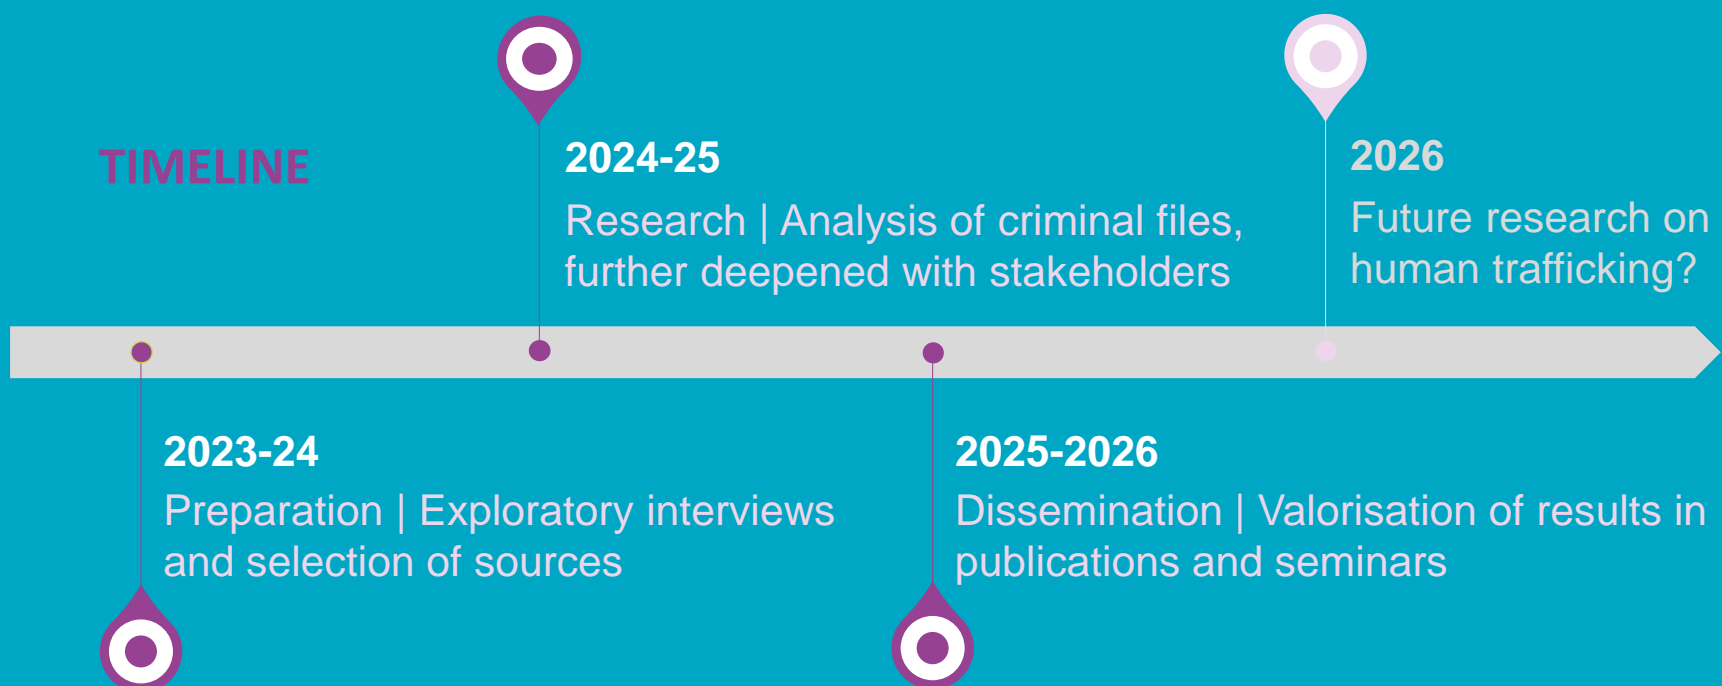 TIMELINE
2024-25
Research | Analysis of criminal files,
further deepened with stakeholders
2026
Future research on
human trafficking?
2023-24
Preparation | Exploratory interviews
and selection of sources
2025-2026
Dissemination | Valorisation of results in
publications and seminars